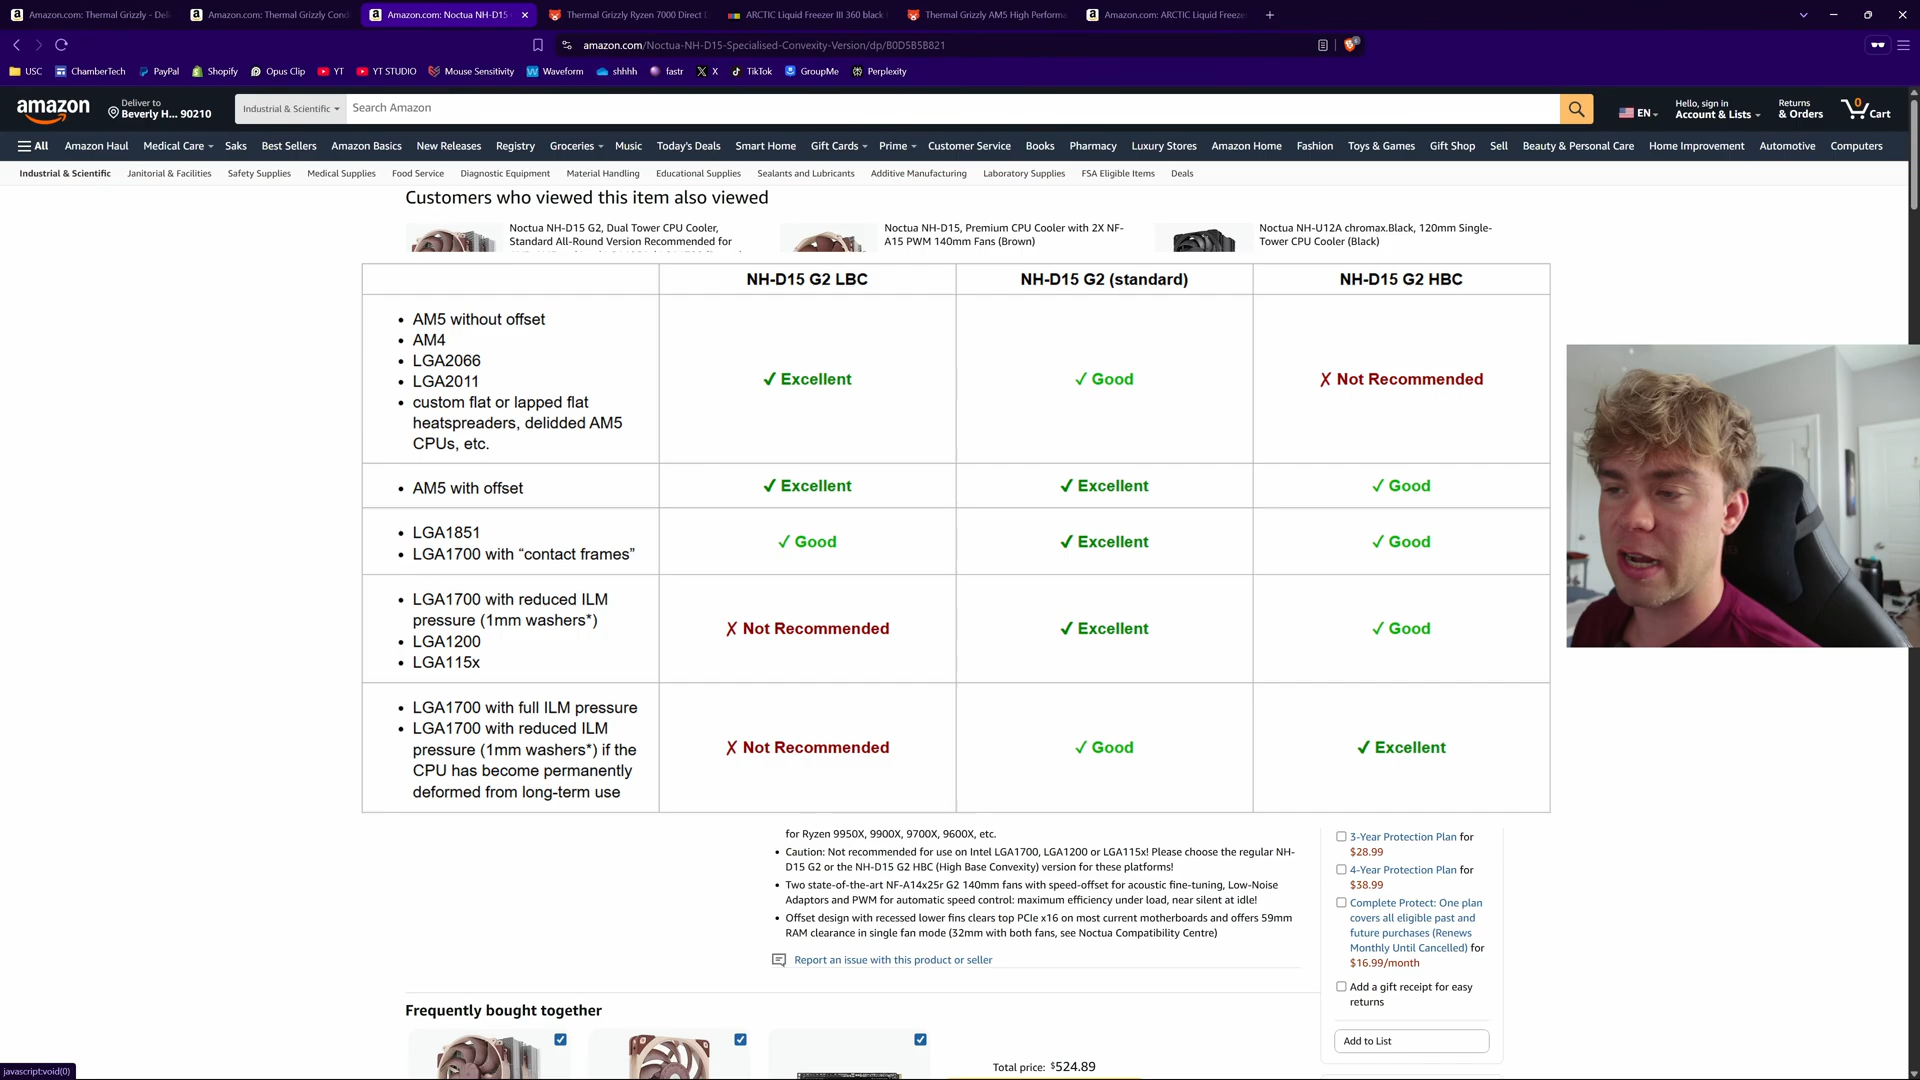 Amazon.com: Thermal Grizzly - Deli
Amazon.com: Thermal Grizzly Cond
Amazon.com: Noctua NH-D15
Thermal Grizzly Ryzen 7000 Direct D
ARCTIC Liquid Freezer III 360 black
Thermal Grizzly AM5 High Performa
Amazon.com: ARCTIC Liquid Freeze
amazon.com/Noctua-NH-D15-Specialised-Convexity-Version/dp/B0D5B5B821
USC
ChamberTech
PayPal
Shopify
Opus Clip
YT
YT STUDIO
Mouse Sensitivity
Waveform
shhhh
fastr
X
TikTok
GroupMe
Perplexity
amazon
Deliver to
Beverly H... 90210
Industrial & Scientific
Search Amazon
EN
Hello, sign in
Account & Lists
Returns
& Orders
0
Cart
All
Amazon Haul
Medical Care
Saks
Best Sellers
Amazon Basics
New Releases
Registry
Groceries
Music
Today's Deals
Smart Home
Gift Cards
Prime
Customer Service
Books
Pharmacy
Luxury Stores
Amazon Home
Fashion
Toys & Games
Gift Shop
Sell
Beauty & Personal Care
Home Improvement
Automotive
Computers
Industrial & Scientific
Janitorial & Facilities
Safety Supplies
Medical Supplies
Food Service
Diagnostic Equipment
Material Handling
Educational Supplies
Sealants and Lubricants
Additive Manufacturing
Laboratory Supplies
FSA Eligible Items
Deals
Customers who viewed this item also viewed
Noctua NH-D15 G2, Dual Tower CPU Cooler,
Standard All-Round Version Recommended for
Noctua NH-D15, Premium CPU Cooler with 2X NF-
A15 PWM 140mm Fans (Brown)
Noctua NH-U12A chromax.Black, 120mm Single-
Tower CPU Cooler (Black)
NH-D15 G2 LBC
NH-D15 G2 (standard)
NH-D15 G2 HBC
• AM5 without offset
• AM4
• LGA2066
• LGA2011
• custom flat or lapped flat
heatspreaders, delidded AM5
CPUs, etc.
✓ Excellent
✓ Good
✗ Not Recommended
• AM5 with offset
✓ Excellent
✓ Excellent
✓ Good
• LGA1851
• LGA1700 with “contact frames”
✓ Good
✓ Excellent
✓ Good
• LGA1700 with reduced ILM
pressure (1mm washers*)
• LGA1200
• LGA115x
✗ Not Recommended
✓ Excellent
✓ Good
• LGA1700 with full ILM pressure
• LGA1700 with reduced ILM
pressure (1mm washers*) if the
CPU has become permanently
deformed from long-term use
✗ Not Recommended
✓ Good
✓ Excellent
for Ryzen 9950X, 9900X, 9700X, 9600X, etc.
• Caution: Not recommended for use on Intel LGA1700, LGA1200 or LGA115x! Please choose the regular NH-
D15 G2 or the NH-D15 G2 HBC (High Base Convexity) version for these platforms!
• Two state-of-the-art NF-A14x25r G2 140mm fans with speed-offset for acoustic fine-tuning, Low-Noise
Adaptors and PWM for automatic speed control: maximum efficiency under load, near silent at idle!
• Offset design with recessed lower fins clears top PCIe x16 on most current motherboards and offers 59mm
RAM clearance in single fan mode (32mm with both fans, see Noctua Compatibility Centre)
Report an issue with this product or seller
3-Year Protection Plan for
$28.99
4-Year Protection Plan for
$38.99
Complete Protect: One plan
covers all eligible past and
future purchases (Renews
Monthly Until Cancelled) for
$16.99/month
Add a gift receipt for easy
returns
Add to List
Frequently bought together
Total price: $524.89
javascript:void(0)